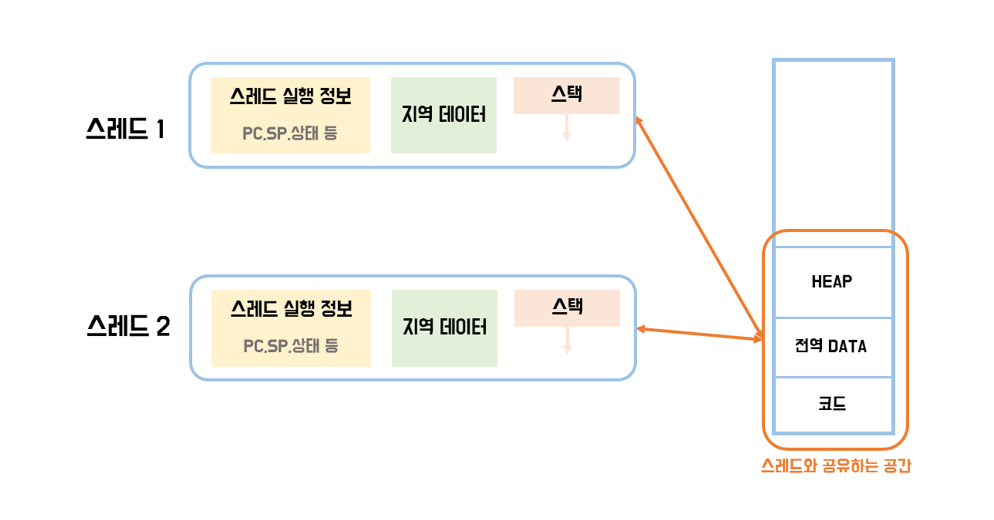 스레드 1
스레드 실행 정보
PC,SP,상태 등
지역 데이터
스택
스레드 2
스레드 실행 정보
PC,SP,상태 등
지역 데이터
스택
HEAP
전역 DATA
코드
스레드와 공유하는 공간